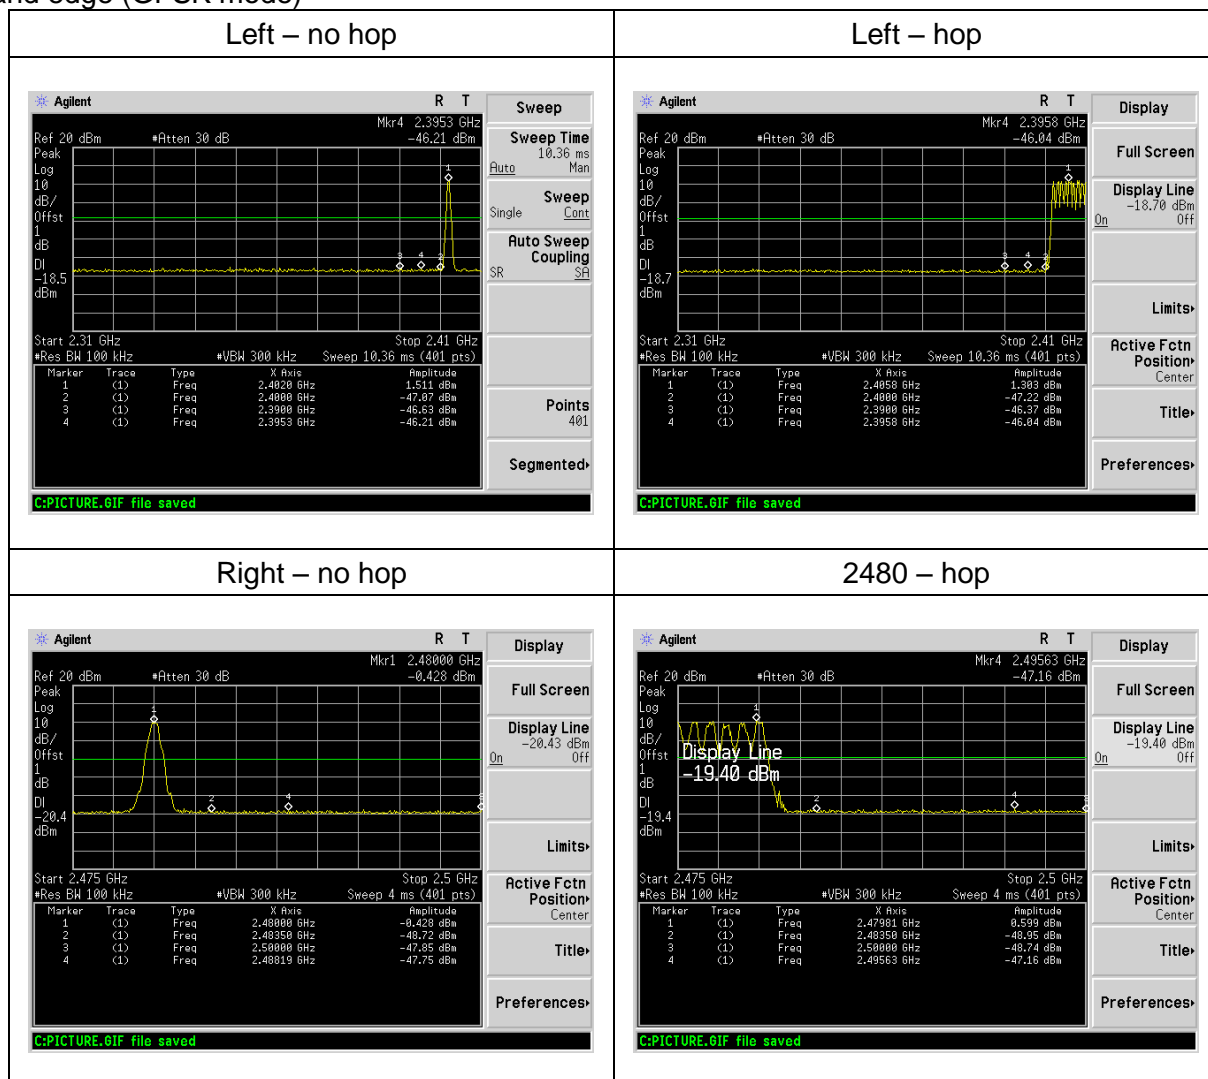 and edge (GFSK mode)
Left – no hop
Left – hop
Agilent
R T
Mkr4 2.3953 GHz
Ref 20 dBm #Atten 30 dB -46.21 dBm
Peak
Log
10
dB/
Offst
1
dB
DI
-18.5
dBm
1
3 4 2
Start 2.31 GHz Stop 2.41 GHz
#Res BW 100 kHz #VBW 300 kHz Sweep 10.36 ms (401 pts)
Marker Trace Type X Axis Amplitude
1 (1) Freq 2.4020 GHz 1.511 dBm
2 (1) Freq 2.4000 GHz -47.07 dBm
3 (1) Freq 2.3900 GHz -46.63 dBm
4 (1) Freq 2.3953 GHz -46.21 dBm
C:PICTURE.GIF file saved
Sweep
Sweep Time
10.36 ms
Auto Man
Sweep
Single Cont
Auto Sweep
Coupling
SR SA
Points
401
Segmented
Agilent
R T
Mkr4 2.3958 GHz
Ref 20 dBm #Atten 30 dB -46.04 dBm
Peak
Log
10
dB/
Offst
1
dB
DI
-18.7
dBm
1
3 4 2
Start 2.31 GHz Stop 2.41 GHz
#Res BW 100 kHz #VBW 300 kHz Sweep 10.36 ms (401 pts)
Marker Trace Type X Axis Amplitude
1 (1) Freq 2.4058 GHz 1.303 dBm
2 (1) Freq 2.4000 GHz -47.22 dBm
3 (1) Freq 2.3900 GHz -46.37 dBm
4 (1) Freq 2.3958 GHz -46.04 dBm
C:PICTURE.GIF file saved
Display
Full Screen
Display Line
-18.70 dBm
On Off
Limits
Active Fctn
Position
Center
Title
Preferences
Right – no hop
2480 – hop
Agilent
R T
Mkr1 2.48000 GHz
Ref 20 dBm #Atten 30 dB -0.428 dBm
Peak
Log
10
dB/
Offst
1
dB
DI
-20.4
dBm
1
2 4 3
Start 2.475 GHz Stop 2.5 GHz
#Res BW 100 kHz #VBW 300 kHz Sweep 4 ms (401 pts)
Marker Trace Type X Axis Amplitude
1 (1) Freq 2.48000 GHz -0.428 dBm
2 (1) Freq 2.48350 GHz -48.72 dBm
3 (1) Freq 2.50000 GHz -47.85 dBm
4 (1) Freq 2.48819 GHz -47.75 dBm
C:PICTURE.GIF file saved
Display
Full Screen
Display Line
-20.43 dBm
On Off
Limits
Active Fctn
Position
Center
Title
Preferences
Agilent
R T
Mkr4 2.49563 GHz
Ref 20 dBm #Atten 30 dB -47.16 dBm
Peak
Log
10
dB/
Offst
1
dB
DI
-19.4
dBm
1
Display Line
-19.40 dBm
2 4 3
Start 2.475 GHz Stop 2.5 GHz
#Res BW 100 kHz #VBW 300 kHz Sweep 4 ms (401 pts)
Marker Trace Type X Axis Amplitude
1 (1) Freq 2.47981 GHz 0.599 dBm
2 (1) Freq 2.48350 GHz -48.95 dBm
3 (1) Freq 2.50000 GHz -48.74 dBm
4 (1) Freq 2.49563 GHz -47.16 dBm
C:PICTURE.GIF file saved
Display
Full Screen
Display Line
-19.40 dBm
On Off
Limits
Active Fctn
Position
Center
Title
Preferences